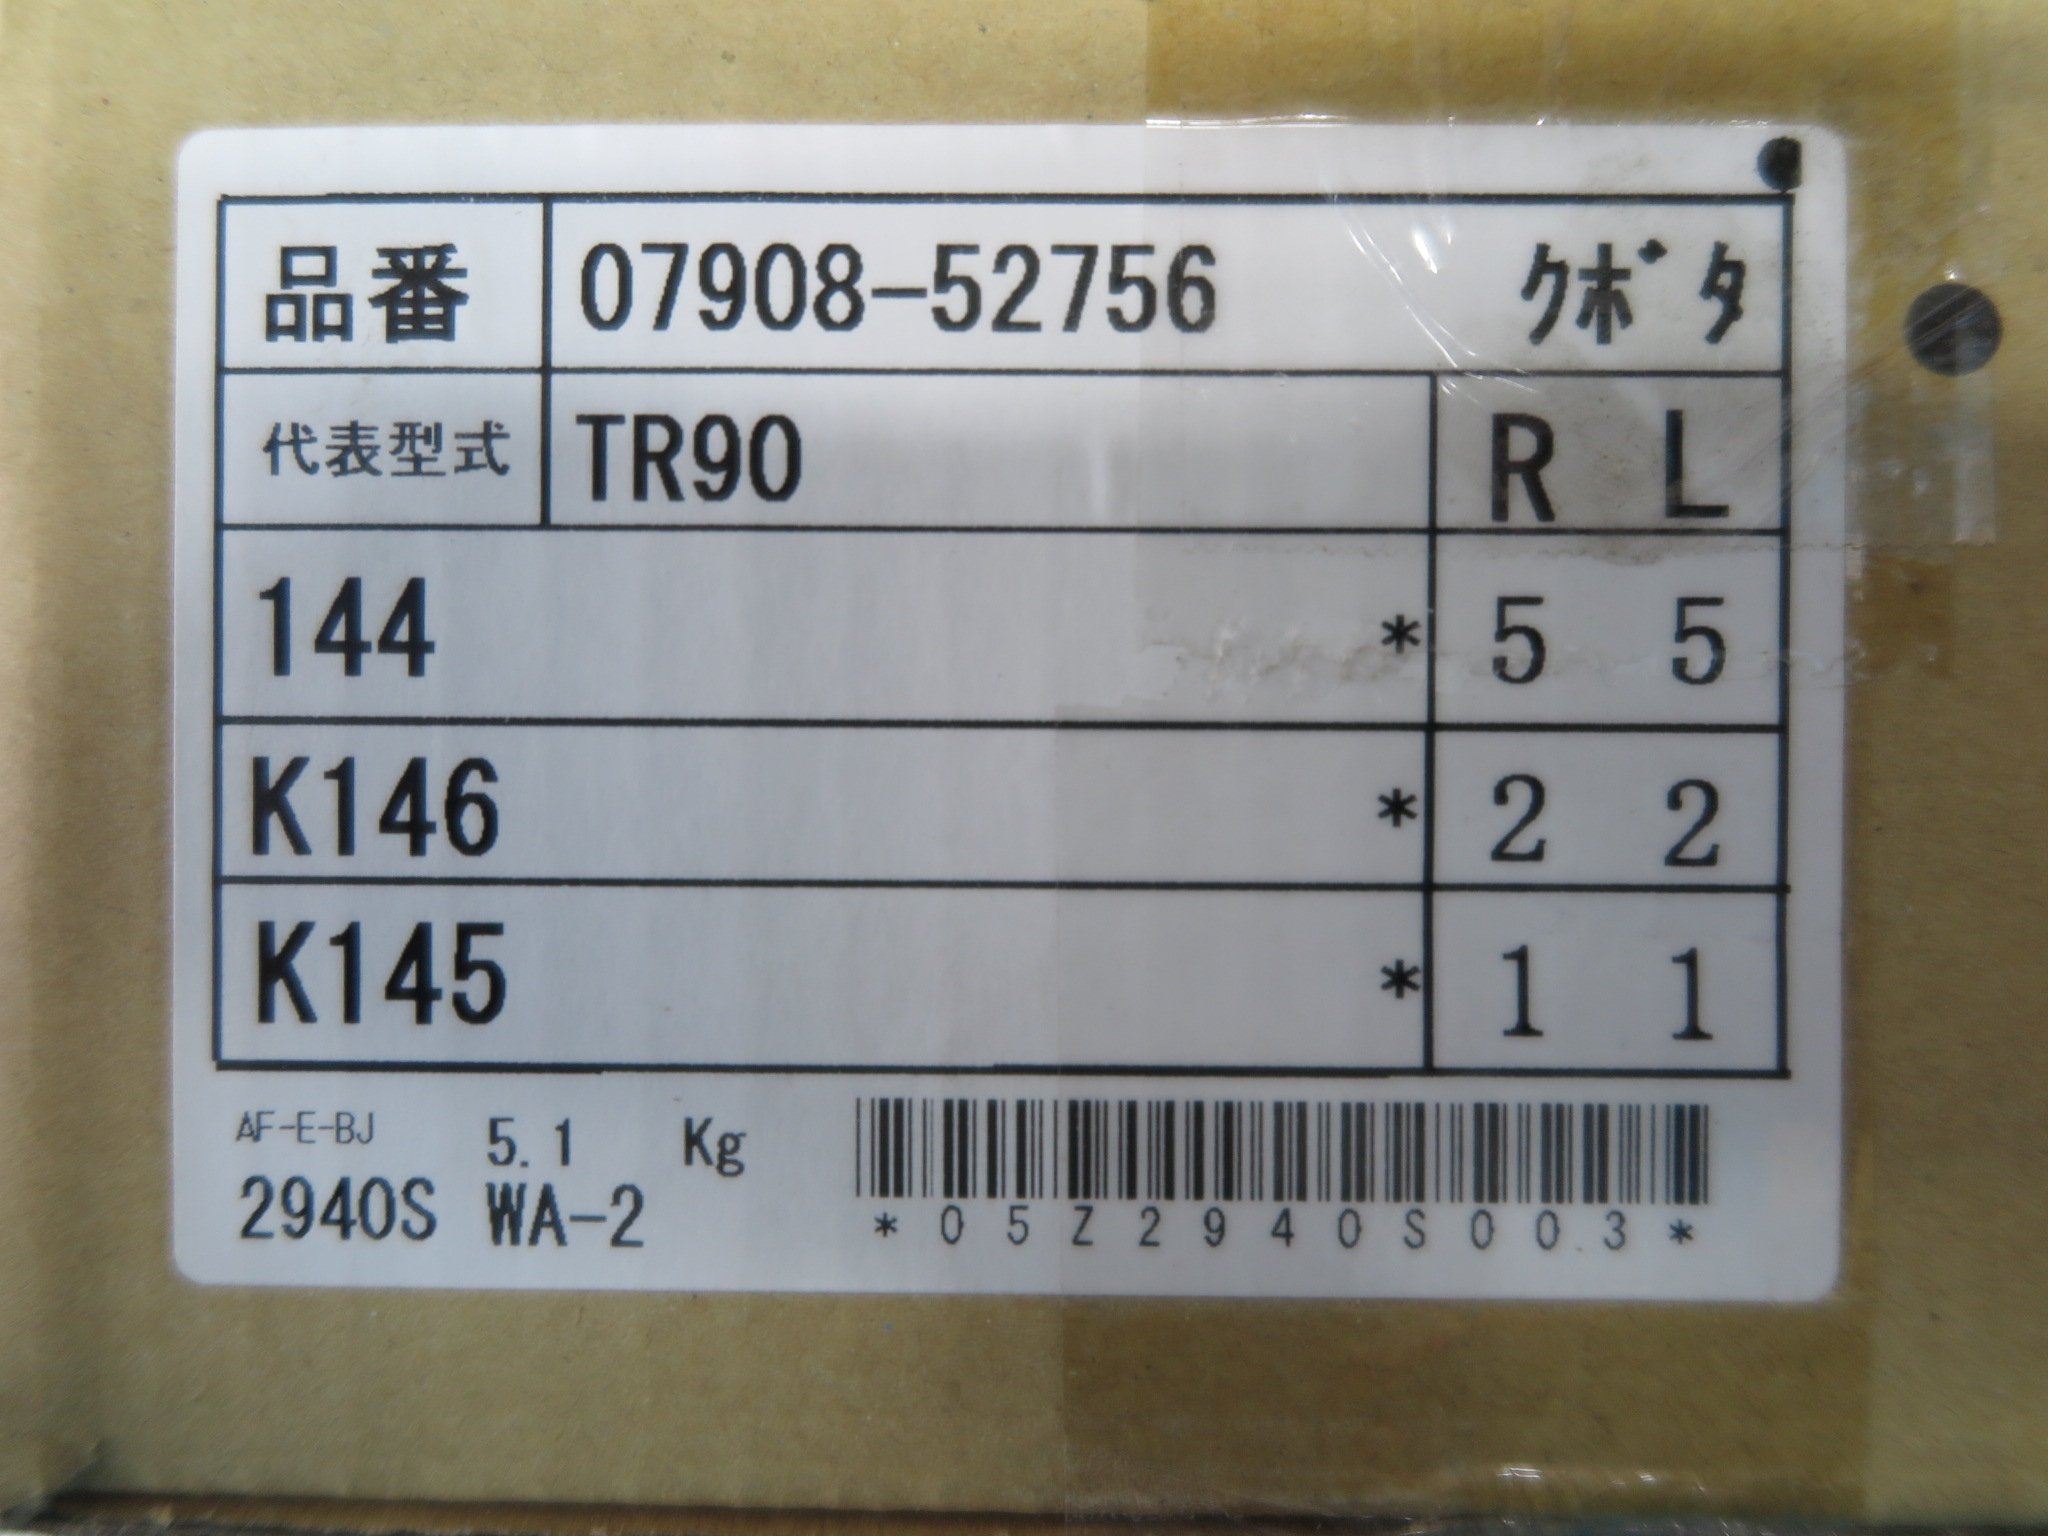 品番 07908-52756 クボタ
代表型式 TR90 R L
144 * 5 5
K146 * 2 2
K145 * 1 1
AF-E-BJ 5.1 Kg
2940S WA-2 *05Z2940S003*